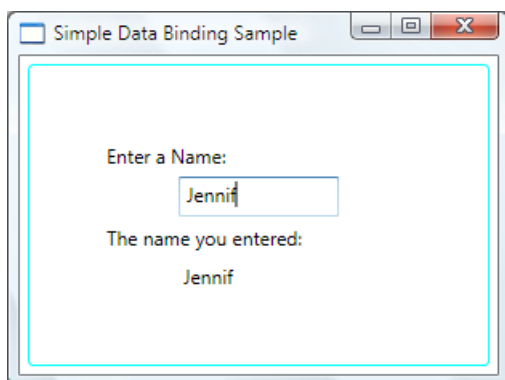 Simple Data Binding Sample
Enter a Name:
Jennif
The name you entered:
Jennif